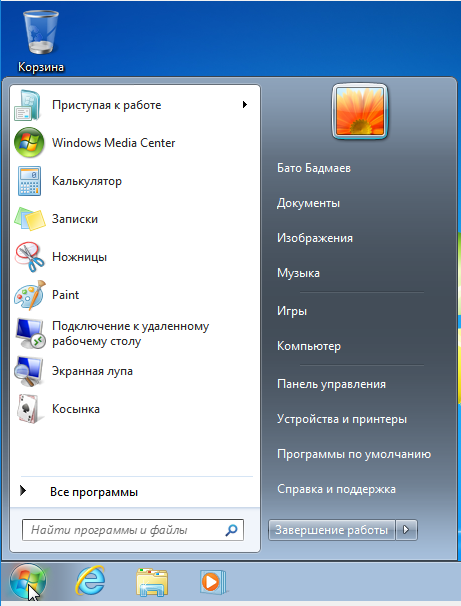 Корзина
Приступая к работе
Windows Media Center
Калькулятор
Записки
Ножницы
Paint
Подключение к удаленному
рабочему столу
Экранная лупа
Косынка
Все программы
Найти программы и файлы
Бато Бадмаев
Документы
Изображения
Музыка
Игры
Компьютер
Панель управления
Устройства и принтеры
Программы по умолчанию
Справка и поддержка
Завершение работы